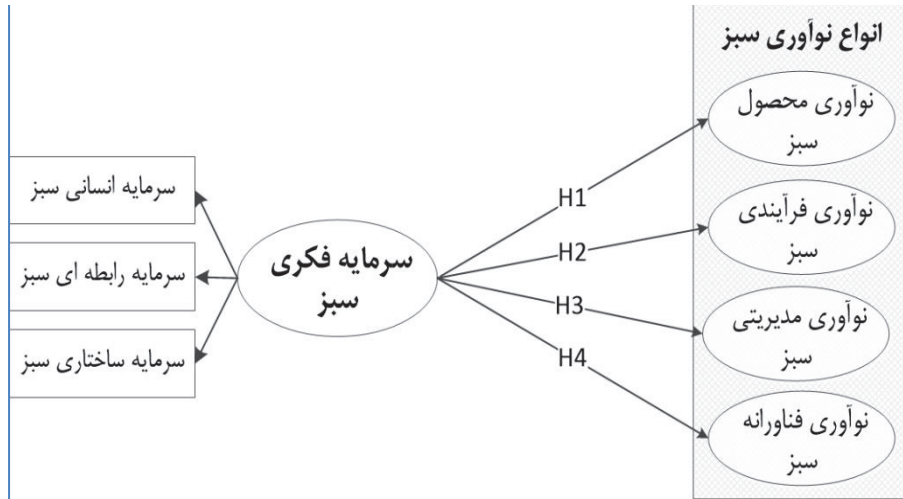 انواع نوآوری سبز
نوآوری محصول
سبز
نوآوری فرآیندی
سبز
نوآوری مدیریتی
سبز
نوآوری فناورانه
سبز
H1
H2
H3
H4
سرمایه فکری
سبز
سرمایه انسانی سبز
سرمایه رابطه ای سبز
سرمایه ساختاری سبز